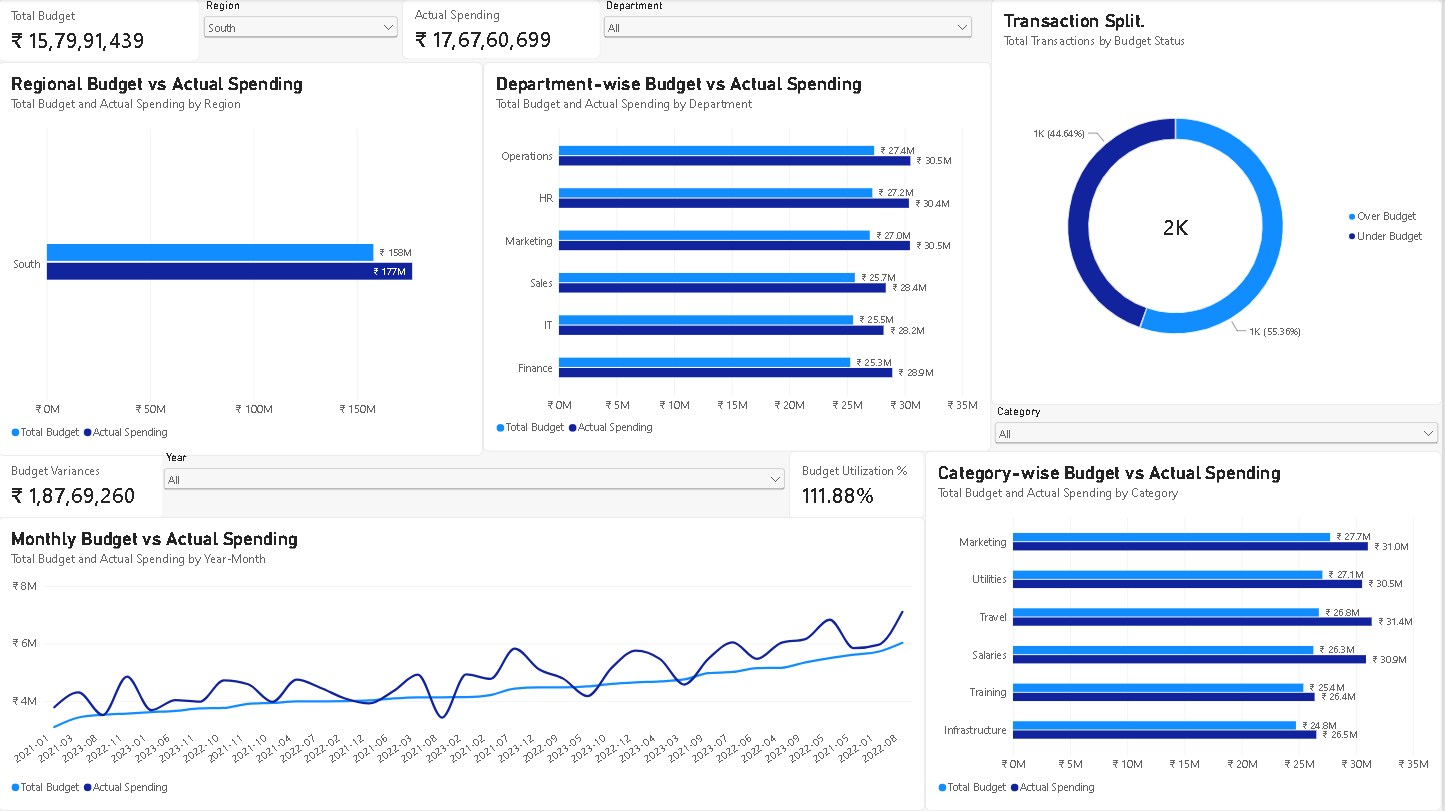 Total Budget
₹ 15,79,91,439
Region
South
Actual Spending
₹ 17,67,60,699
Department
All
Transaction Split.
Total Transactions by Budget Status
1K (44.64%)
2K
1K (55.36%)
Over Budget
Under Budget
Regional Budget vs Actual Spending
Total Budget and Actual Spending by Region
South
₹ 158M
₹ 177M
₹ 0M ₹ 50M ₹ 100M ₹ 150M
Total Budget Actual Spending
Department-wise Budget vs Actual Spending
Total Budget and Actual Spending by Department
Operations ₹ 27.4M
₹ 30.5M
HR ₹ 27.2M
₹ 30.4M
Marketing ₹ 27.0M
₹ 30.5M
Sales ₹ 25.7M
₹ 28.4M
IT ₹ 25.5M
₹ 28.2M
Finance ₹ 25.3M
₹ 28.9M
₹ 0M ₹ 5M ₹ 10M ₹ 15M ₹ 20M ₹ 25M ₹ 30M ₹ 35M
Total Budget Actual Spending
Category
All
Budget Variances
₹ 1,87,69,260
Year
All
Budget Utilization %
111.88%
Monthly Budget vs Actual Spending
Total Budget and Actual Spending by Year-Month
₹ 8M
₹ 6M
₹ 4M
2021-01 2021-03 2023-08 2022-11 2023-01 2023-06 2023-11 2022-10 2021-11 2021-10 2021-04 2022-07 2022-02 2021-12 2021-06 2022-03 2021-08 2023-02 2021-02 2021-07 2023-12 2022-09 2023-05 2023-10 2022-12 2023-04 2023-03 2021-09 2023-07 2022-06 2022-04 2023-09 2022-05 2021-05 2022-01 2022-08
Total Budget Actual Spending
Category-wise Budget vs Actual Spending
Total Budget and Actual Spending by Category
Marketing ₹ 27.7M
₹ 31.0M
Utilities ₹ 27.1M
₹ 30.5M
Travel ₹ 26.8M
₹ 31.4M
Salaries ₹ 26.3M
₹ 30.9M
Training ₹ 25.4M
₹ 26.4M
Infrastructure ₹ 24.8M
₹ 26.5M
₹ 0M ₹ 5M ₹ 10M ₹ 15M ₹ 20M ₹ 25M ₹ 30M ₹ 35M
Total Budget Actual Spending